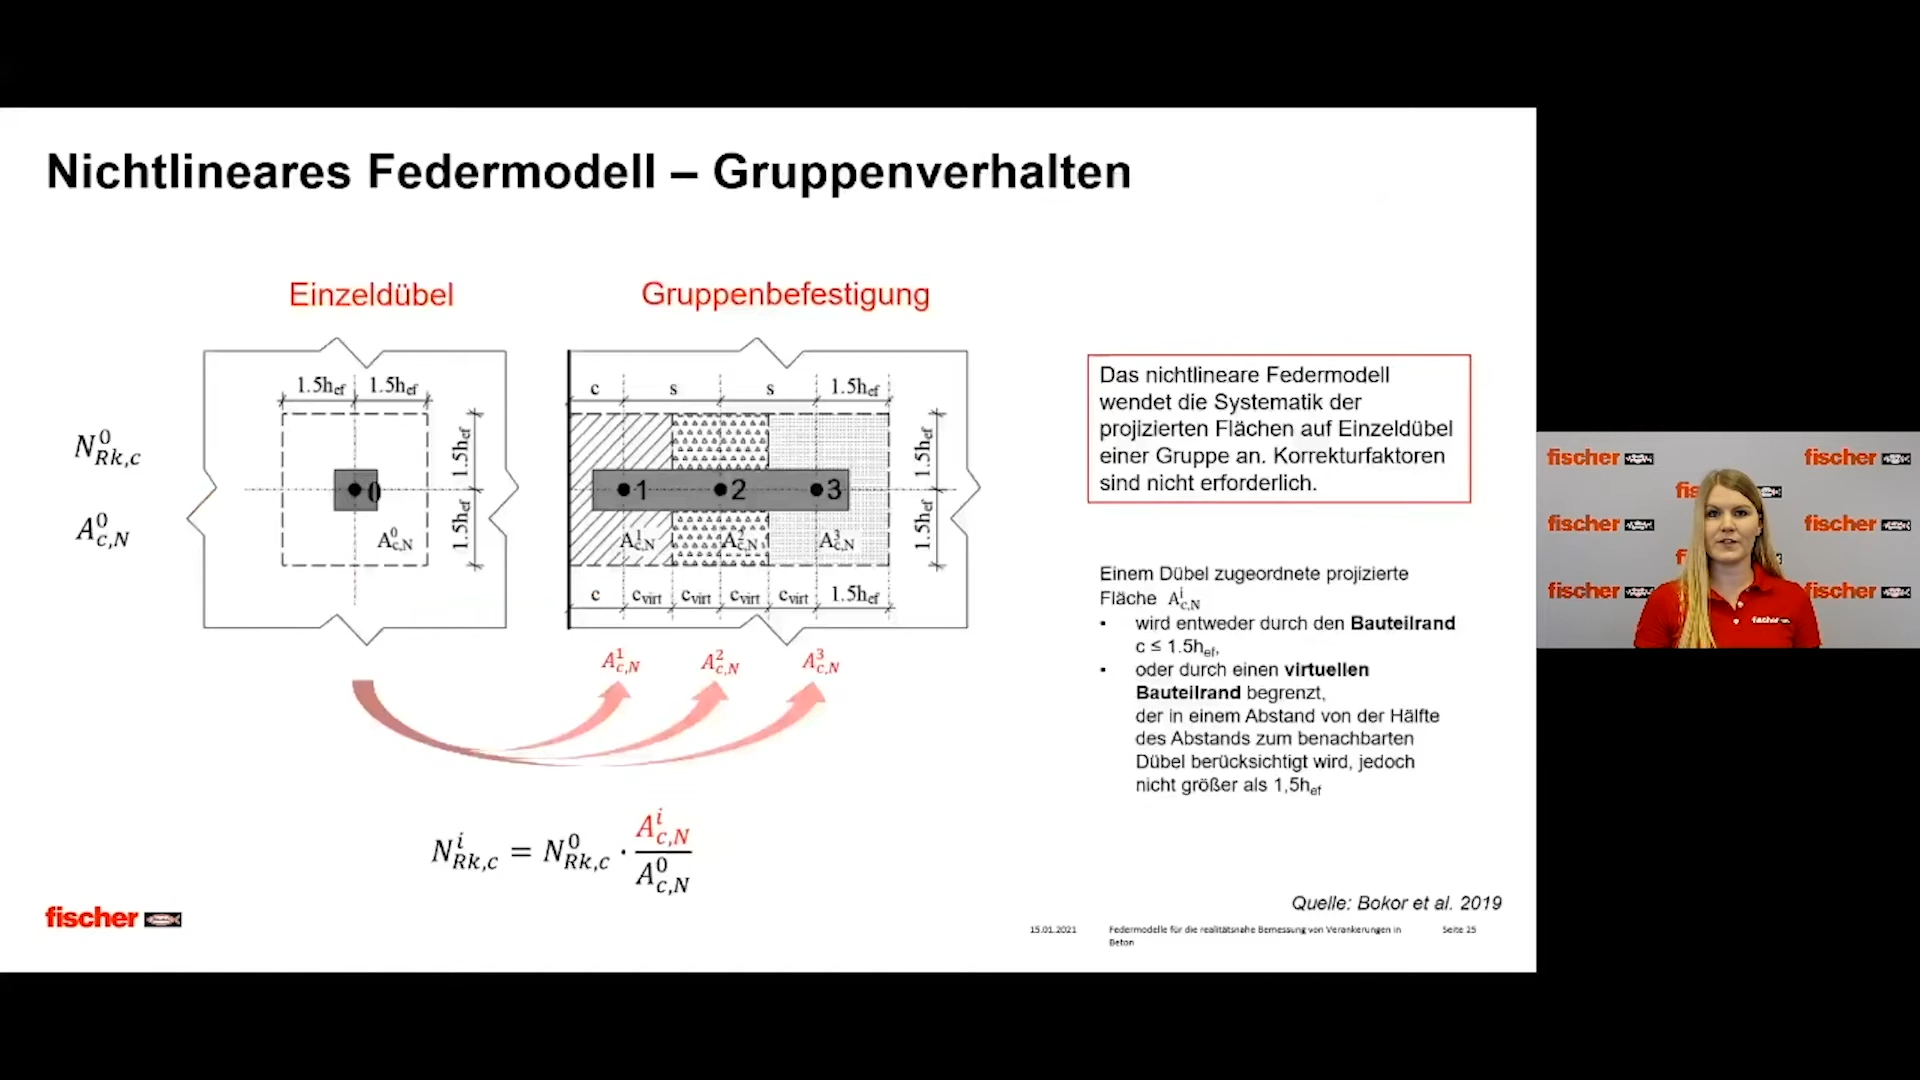 Nichtlineares Federmodell – Gruppenverhalten
Einzeldübel
Gruppenbefestigung
1.5hef 1.5hef
c s s 1.5hef
N⁰Rk,c
A⁰c,N
0
A⁰c,N
1.5hef
1.5hef
1 2 3
A¹c,N A²c,N A³c,N
1.5hef
1.5hef
c cvirt cvirt cvirt cvirt 1.5hef
A¹c,N A²c,N A³c,N
NⁱRk,c = N⁰Rk,c · Aⁱc,N / A⁰c,N
Das nichtlineare Federmodell
wendet die Systematik der
projizierten Flächen auf Einzeldübel
einer Gruppe an. Korrekturfaktoren
sind nicht erforderlich.
Einem Dübel zugeordnete projizierte
Fläche Aⁱc,N
▪ wird entweder durch den Bauteilrand
c ≤ 1.5hef,
▪ oder durch einen virtuellen
Bauteilrand begrenzt,
der in einem Abstand von der Hälfte
des Abstands zum benachbarten
Dübel berücksichtigt wird, jedoch
nicht größer als 1,5hef
Quelle: Bokor et al. 2019
fischer
15.01.2021 Federmodelle für die realitätsnahe Bemessung von Verankerungen in Seite 25
Beton
fischer fischer
fis
fischer fischer
f
fischer fischer
fischer